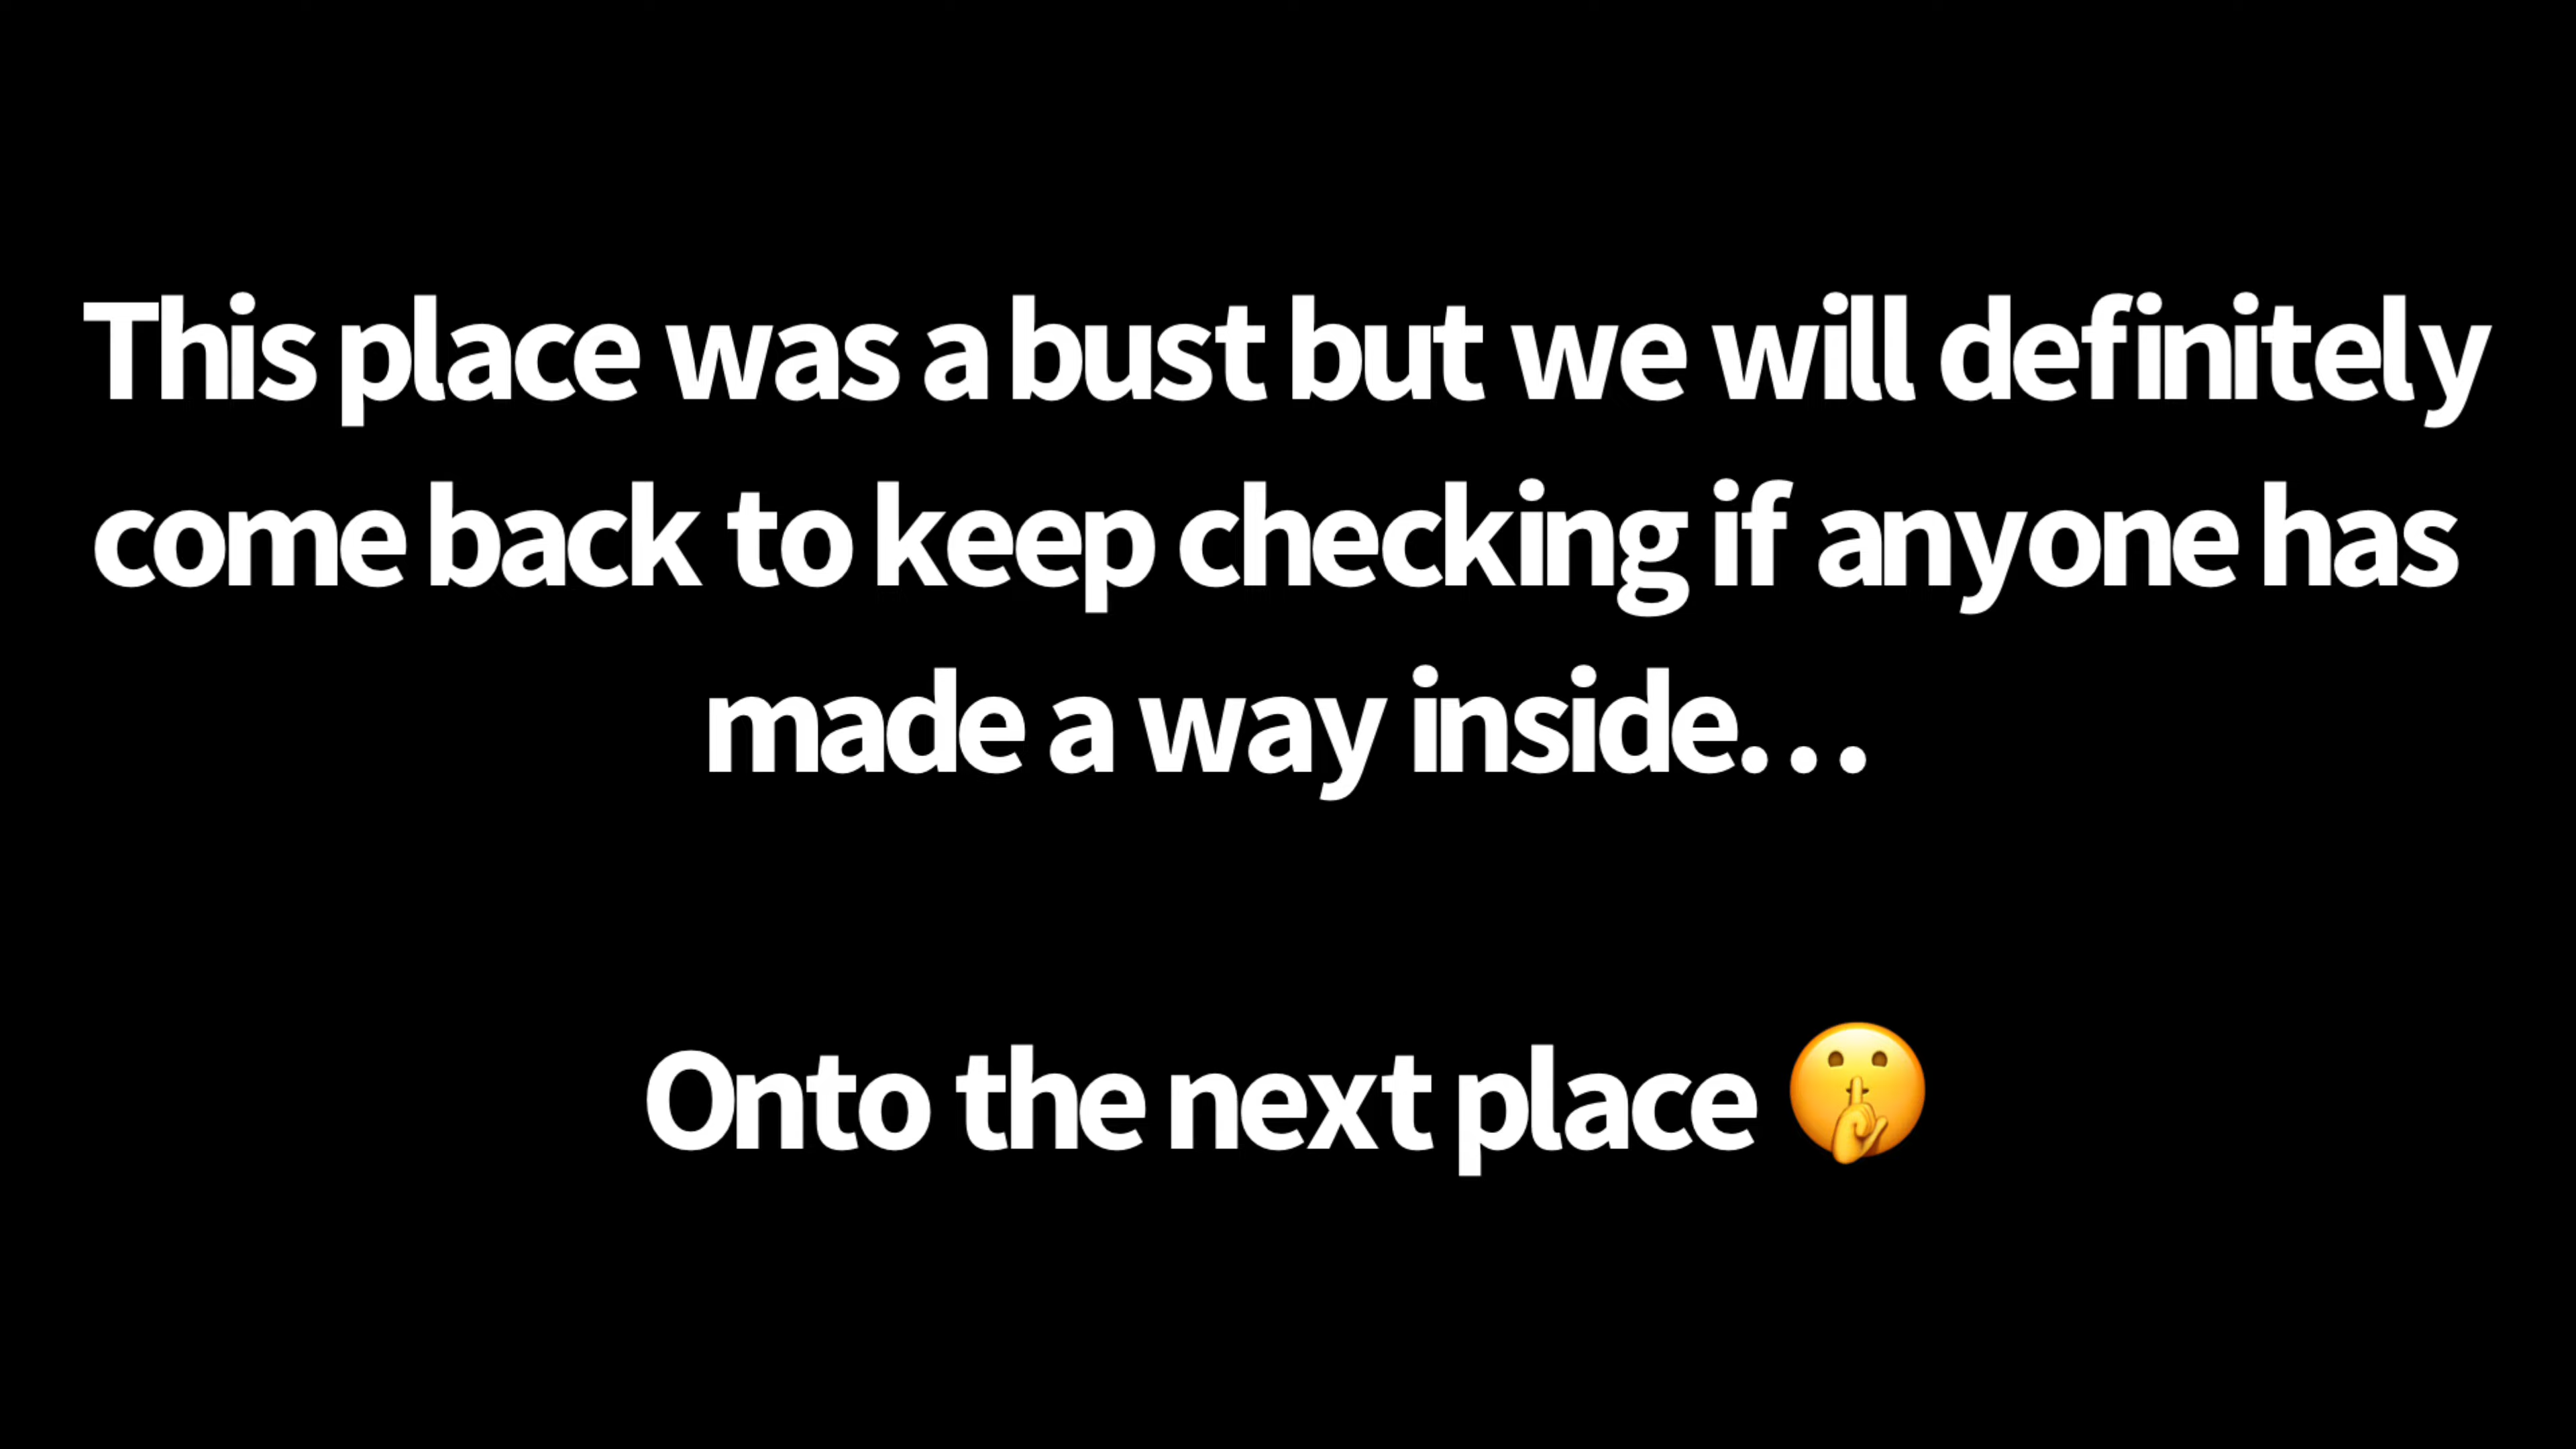 This place was a bust but we will definitely
come back to keep checking if anyone has
made a way inside...
Onto the next place 🤫